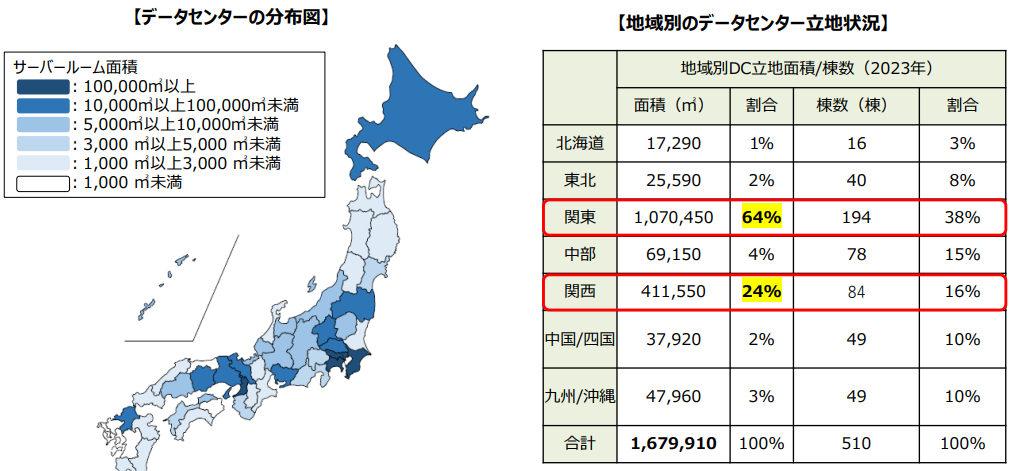 【データセンターの分布図】
サーバールーム面積
: 100,000㎡以上
: 10,000㎡以上100,000㎡未満
: 5,000㎡以上10,000㎡未満
: 3,000 ㎡以上5,000 ㎡未満
: 1,000 ㎡以上3,000 ㎡未満
: 1,000 ㎡未満
【地域別のデータセンター立地状況】
地域別DC立地面積/棟数（2023年）
面積（㎡） 割合 棟数（棟） 割合
北海道 17,290 1% 16 3%
東北 25,590 2% 40 8%
関東 1,070,450 64% 194 38%
中部 69,150 4% 78 15%
関西 411,550 24% 84 16%
中国/四国 37,920 2% 49 10%
九州/沖縄 47,960 3% 49 10%
合計 1,679,910 100% 510 100%